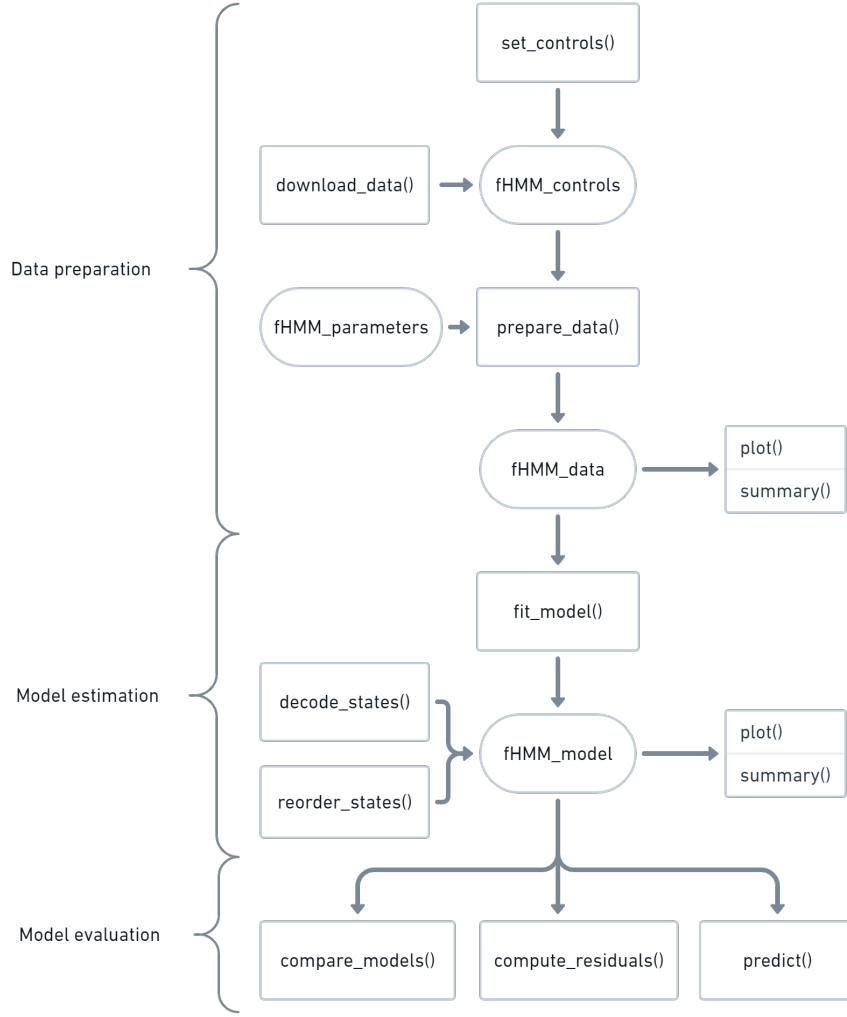 set_controls()
download_data()
fHMM_controls
Data preparation
fHMM_parameters
prepare_data()
fHMM_data
plot()
summary()
fit_model()
Model estimation
decode_states()
reorder_states()
fHMM_model
plot()
summary()
Model evaluation
compare_models()
compute_residuals()
predict()